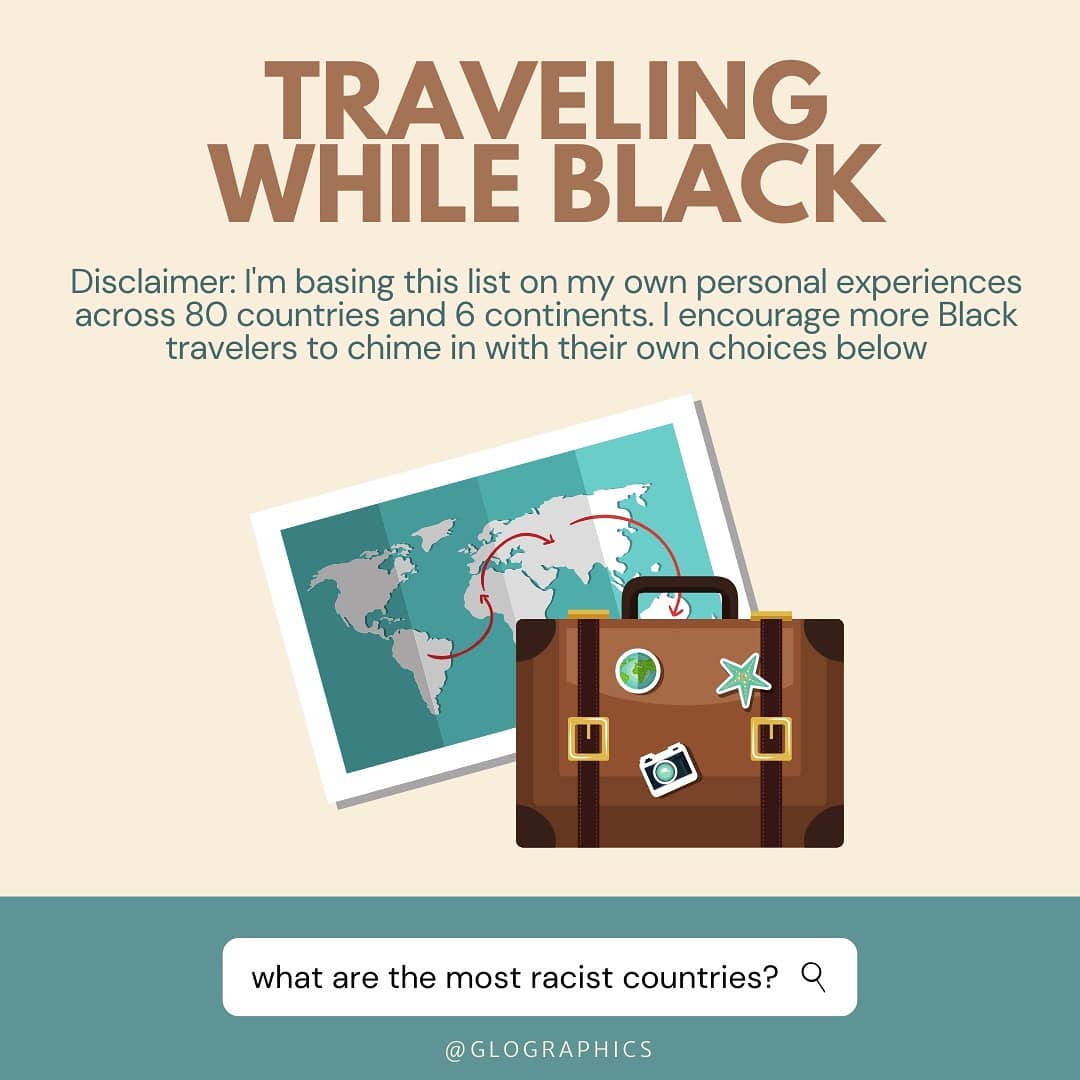 TRAVELING
WHILE BLACK
Disclaimer: I'm basing this list on my own personal experiences
across 80 countries and 6 continents. I encourage more Black
travelers to chime in with their own choices below
what are the most racist countries?
@GLOGRAPHICS